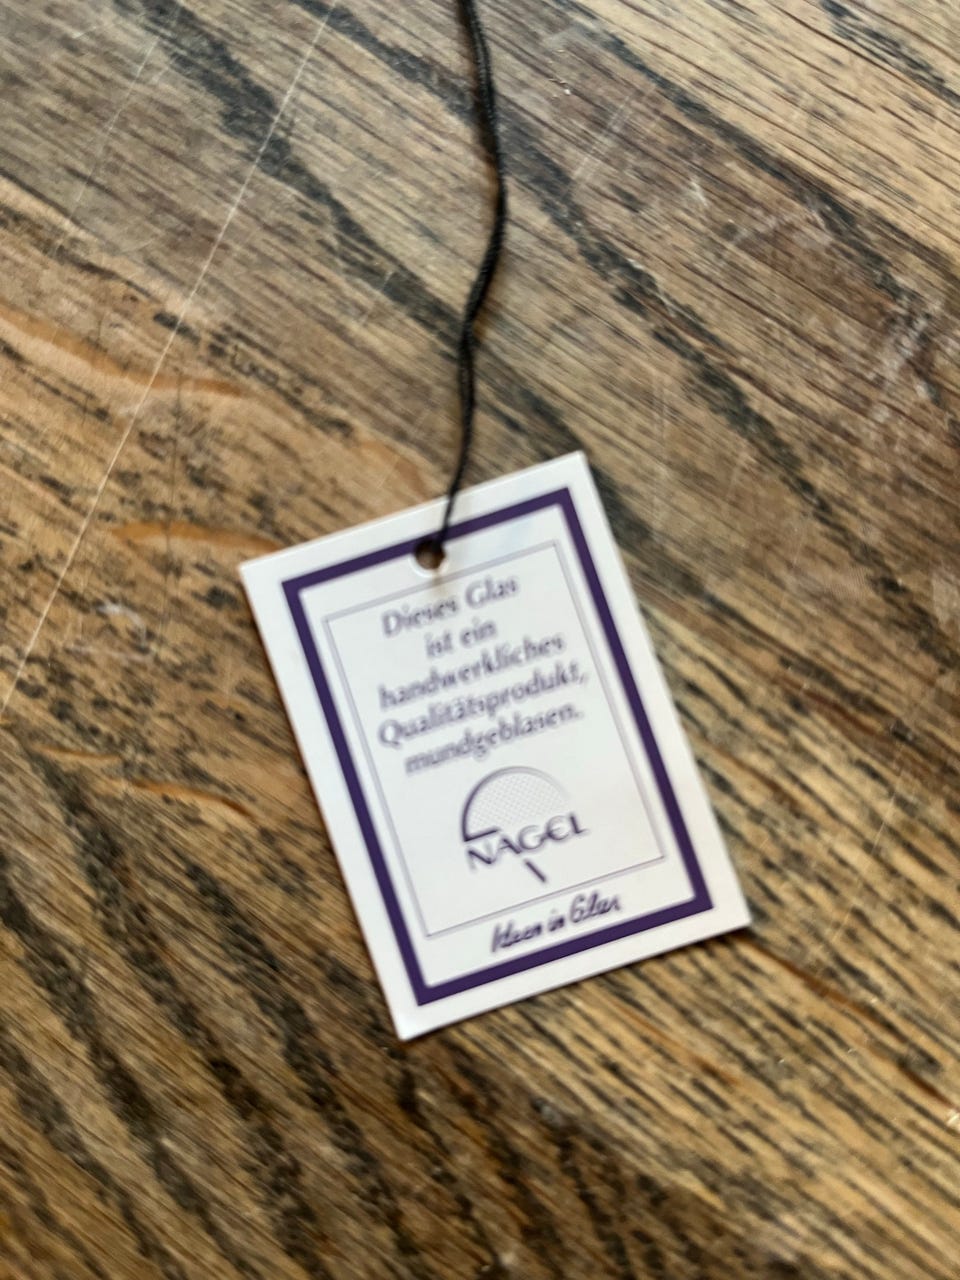 Dieses Glas
ist ein
handwerkliches
Qualitätsprodukt,
mundgeblasen.
NAGEL
Ideen in Glas